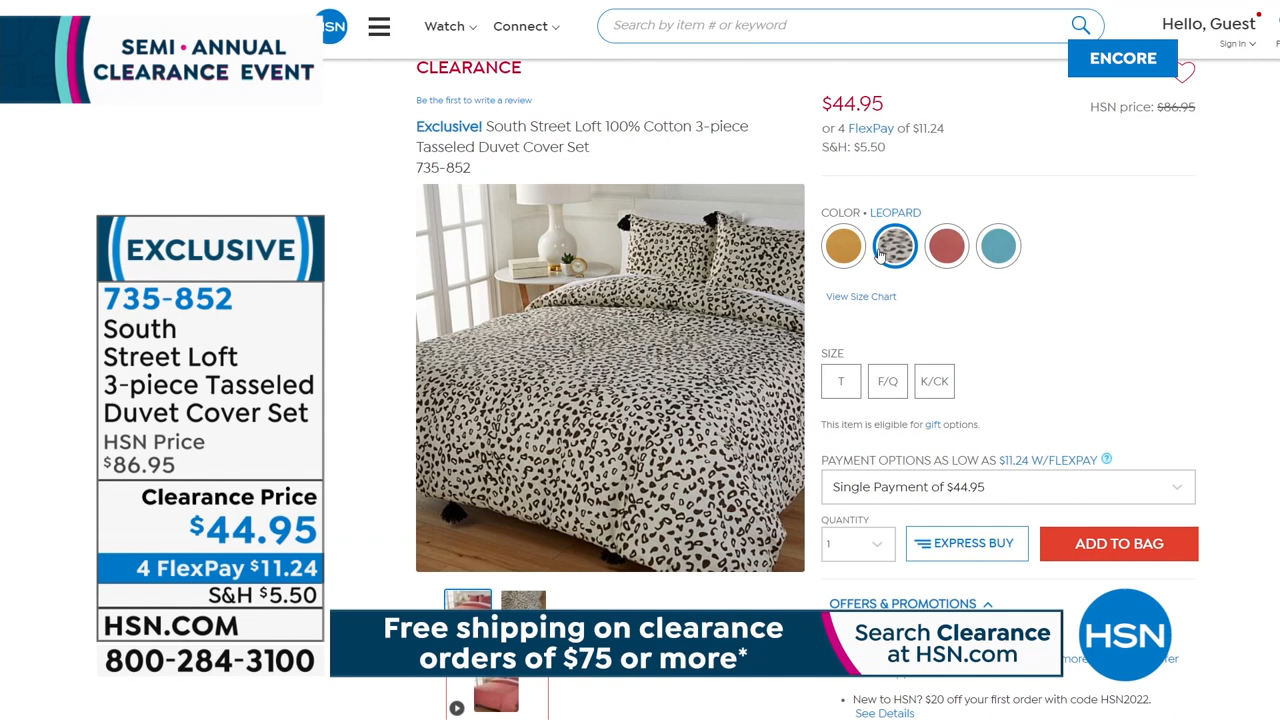 SEMI • ANNUAL
CLEARANCE EVENT
HSN
Watch
Connect
Search by item # or keyword
Hello, Guest
Sign In
ENCORE
CLEARANCE
Be the first to write a review
Exclusive! South Street Loft 100% Cotton 3-piece
Tasseled Duvet Cover Set
735-852
$44.95
HSN price: $86.95
or 4 FlexPay of $11.24
S&H: $5.50
COLOR • LEOPARD
View Size Chart
SIZE
T
F/Q
K/CK
This item is eligible for gift options.
PAYMENT OPTIONS AS LOW AS $11.24 W/FLEXPAY ?
Single Payment of $44.95
QUANTITY
1
EXPRESS BUY
ADD TO BAG
OFFERS & PROMOTIONS
• New to HSN? $20 off your first order with code HSN2022.
See Details
EXCLUSIVE
735-852
South
Street Loft
3-piece Tasseled
Duvet Cover Set
HSN Price
$86.95
Clearance Price
$44.95
4 FlexPay $11.24
S&H $5.50
HSN.COM
800-284-3100
Free shipping on clearance
orders of $75 or more*
Search Clearance
at HSN.com
HSN